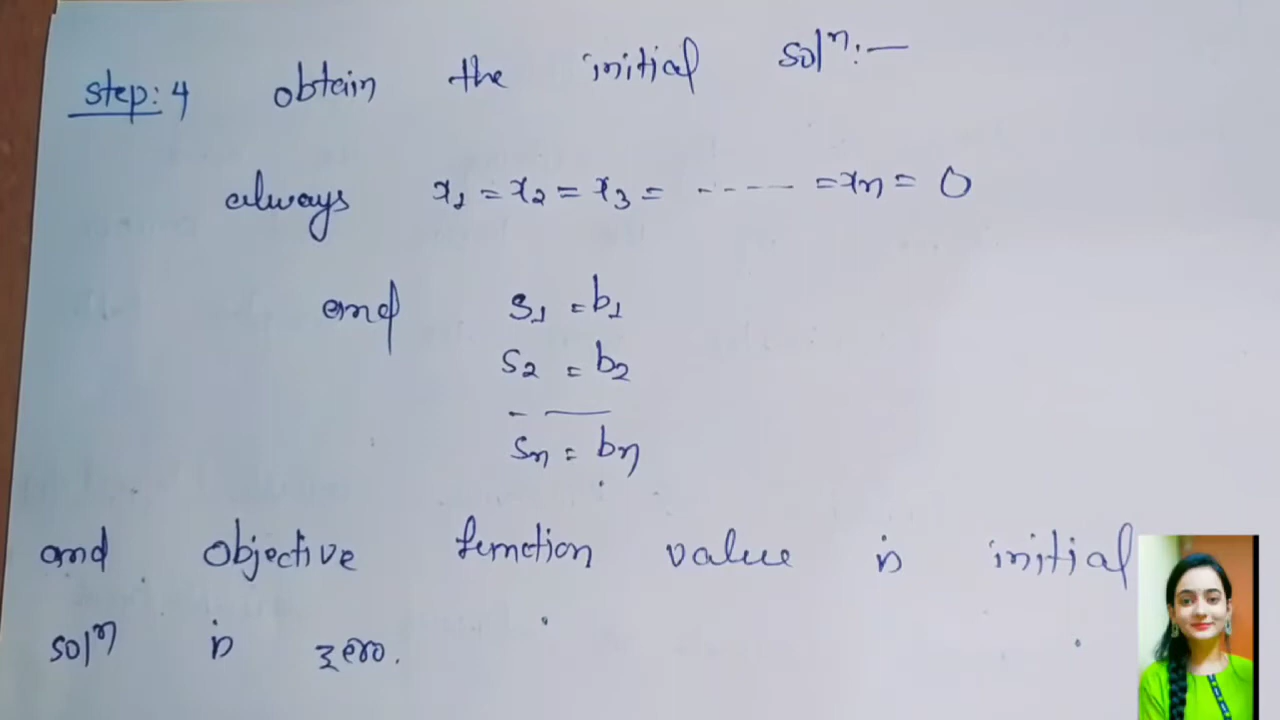 step: 4 obtain the initial solⁿ:—
always x₁ = x₂ = x₃ = ----- = xₙ = 0
and s₁ = b₁
s₂ = b₂
- —
sₙ = bₙ
and objective function value is initial
solⁿ is zero.